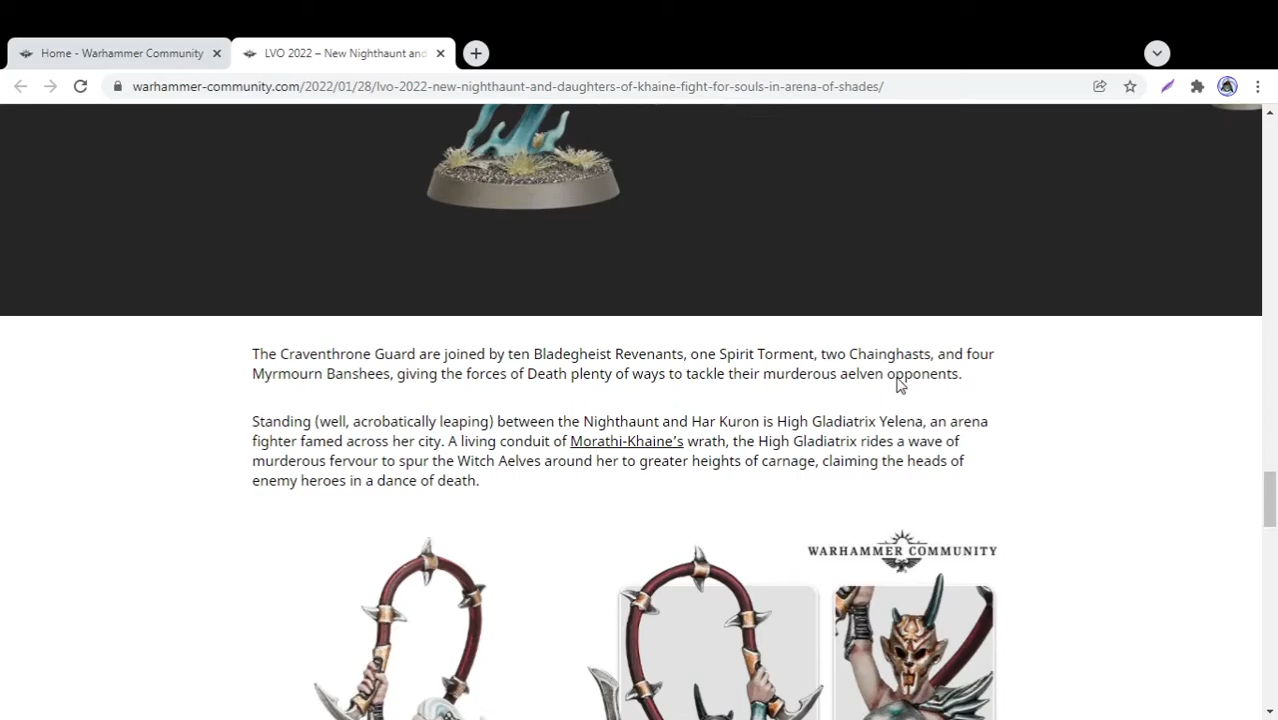 Home - Warhammer Community
LVO 2022 – New Nighthaunt and
warhammer-community.com/2022/01/28/lvo-2022-new-nighthaunt-and-daughters-of-khaine-fight-for-souls-in-arena-of-shades/
The Craventhrone Guard are joined by ten Bladegheist Revenants, one Spirit Torment, two Chainghasts, and four
Myrmourn Banshees, giving the forces of Death plenty of ways to tackle their murderous aelven opponents.
Standing (well, acrobatically leaping) between the Nighthaunt and Har Kuron is High Gladiatrix Yelena, an arena
fighter famed across her city. A living conduit of Morathi-Khaine’s wrath, the High Gladiatrix rides a wave of
murderous fervour to spur the Witch Aelves around her to greater heights of carnage, claiming the heads of
enemy heroes in a dance of death.
WARHAMMER COMMUNITY